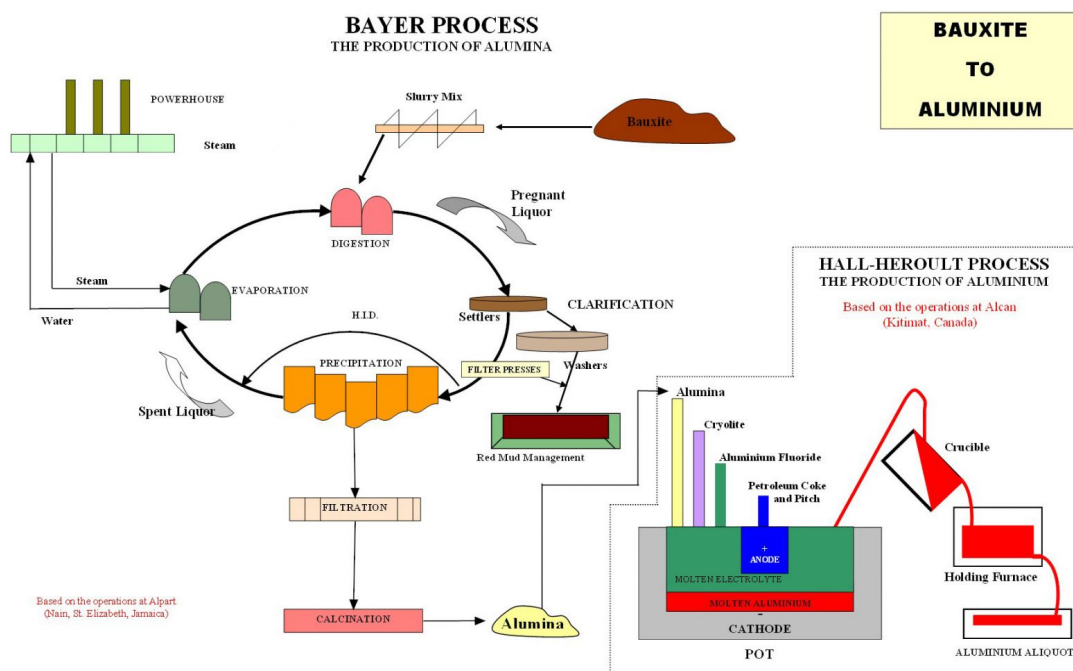 BAYER PROCESS
THE PRODUCTION OF ALUMINA
BAUXITE
TO
ALUMINIUM
POWERHOUSE
Steam
Slurry Mix
Bauxite
Pregnant
Liquor
DIGESTION
Steam
EVAPORATION
Water
Settlers
CLARIFICATION
Washers
H.I.D.
PRECIPITATION
FILTER PRESSES
Spent Liquor
Red Mud Management
FILTRATION
CALCINATION
Alumina
Based on the operations at Alpart
(Nain, St. Elizabeth, Jamaica)
HALL-HEROULT PROCESS
THE PRODUCTION OF ALUMINIUM
Based on the operations at Alcan
(Kitimat, Canada)
Alumina
Cryolite
Aluminium Fluoride
Petroleum Coke
and Pitch
+
ANODE
MOLTEN ELECTROLYTE
MOLTEN ALUMINIUM
-
CATHODE
POT
Crucible
Holding Furnace
ALUMINIUM ALIQUOT